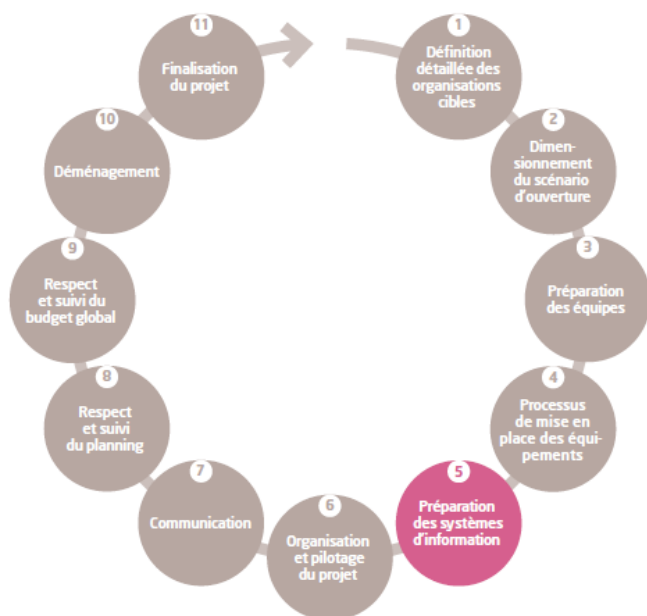 1
Définition
détaillée des
organisations
cibles
2
Dimen-
sionnement
du scénario
d'ouverture
3
Préparation
des équipes
4
Processus
de mise en
place des équi-
pements
5
Préparation
des systèmes
d'information
6
Organisation
et pilotage
du projet
7
Communication
8
Respect
et suivi
du planning
9
Respect
et suivi du
budget global
10
Déménagement
11
Finalisation
du projet